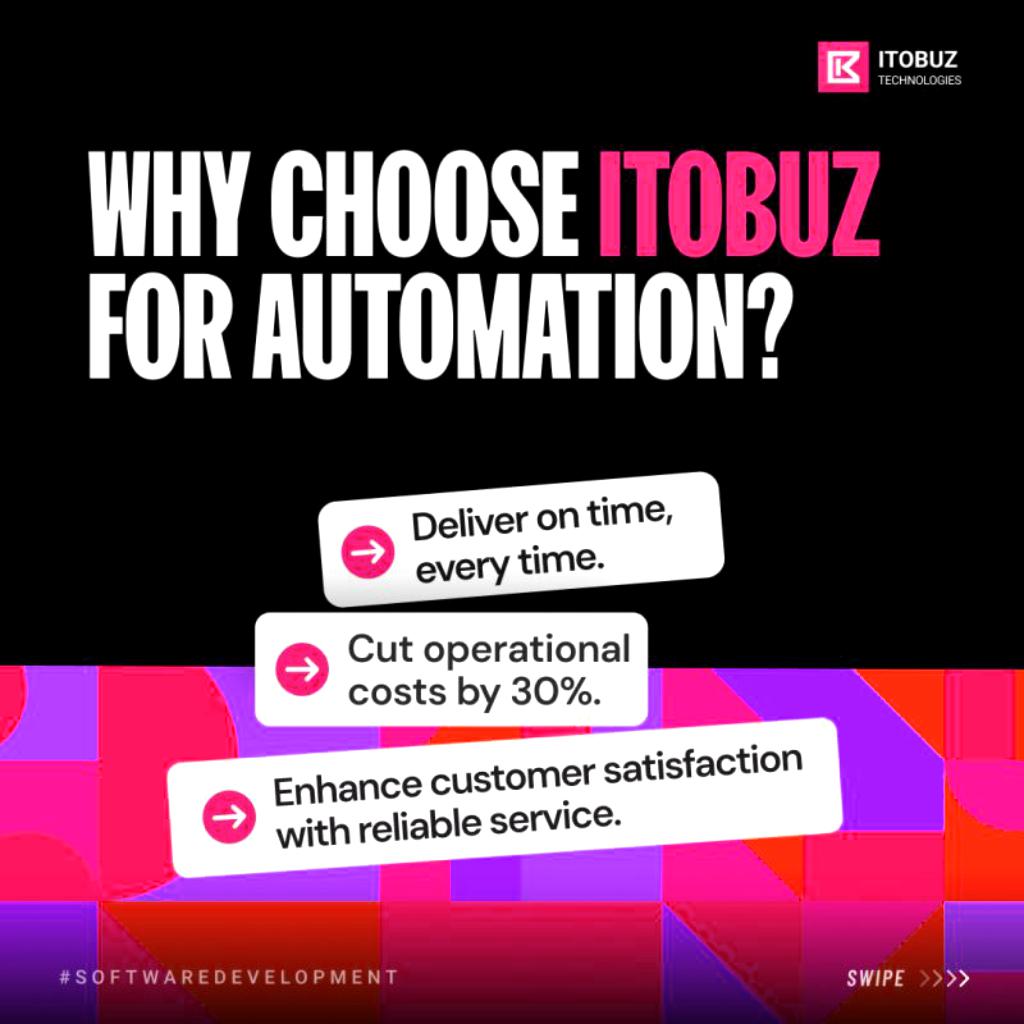 ITOBUZ
TECHNOLOGIES
WHY CHOOSE ITOBUZ
FOR AUTOMATION?
Deliver on time,
every time.
Cut operational
costs by 30%.
Enhance customer satisfaction
with reliable service.
#SOFTWAREDEVELOPMENT
SWIPE >>>>